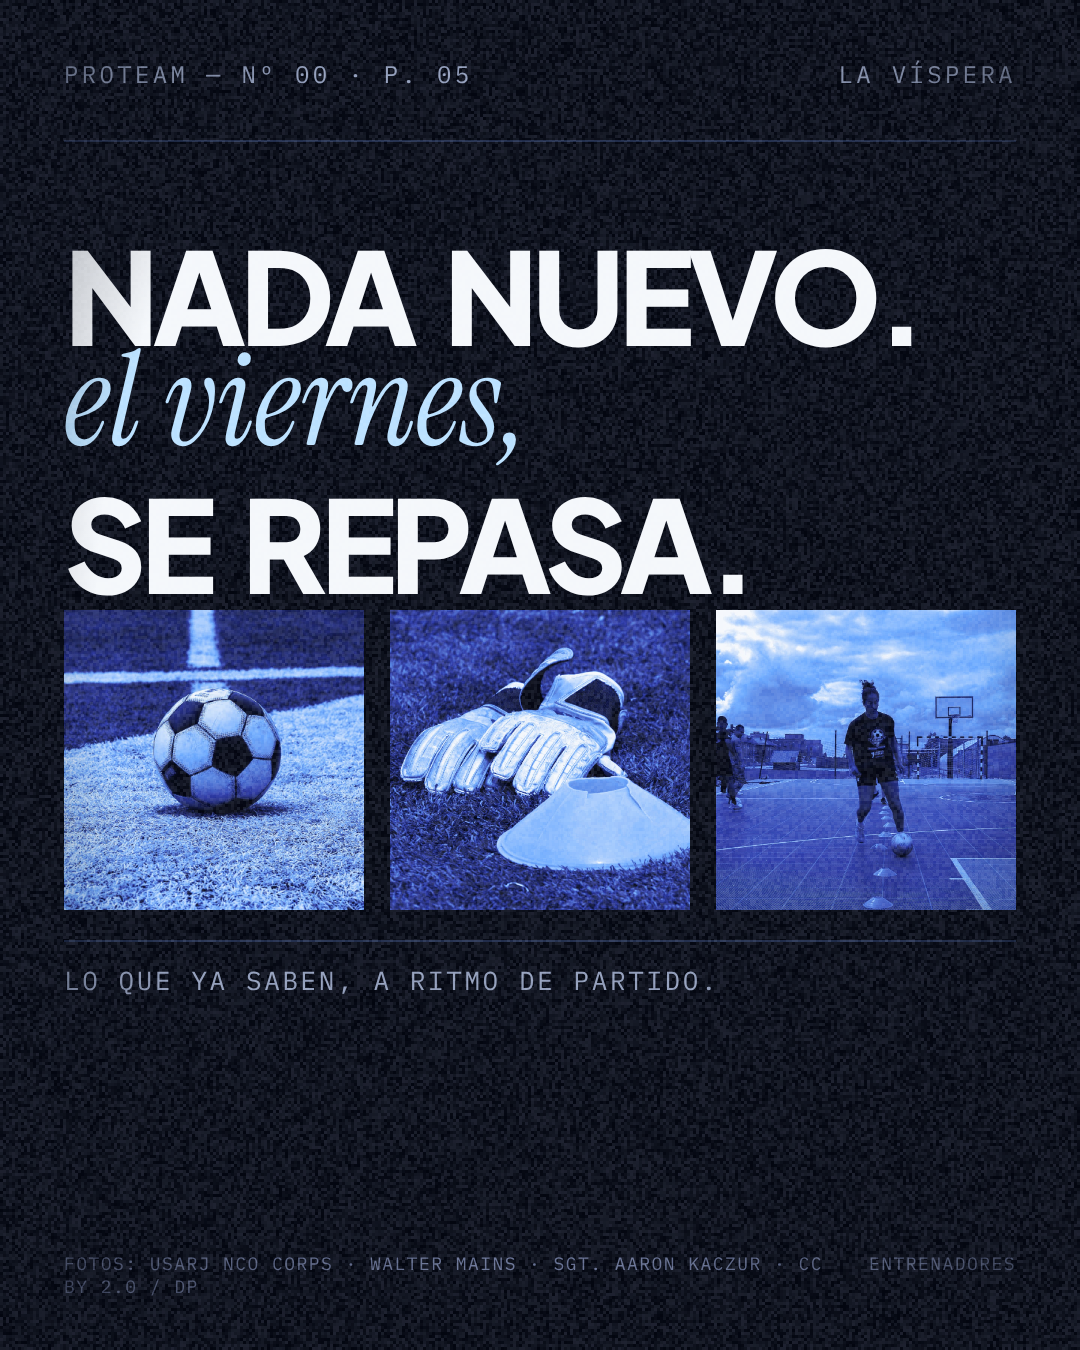 PROTEAM — Nº 00 · P. 05
LA VÍSPERA
NADA NUEVO.
el viernes,
SE REPASA.
LO QUE YA SABEN, A RITMO DE PARTIDO.
FOTOS: USARJ NCO CORPS · WALTER MAINS · SGT. AARON KACZUR · CC
BY 2.0 / DP
ENTRENADORES